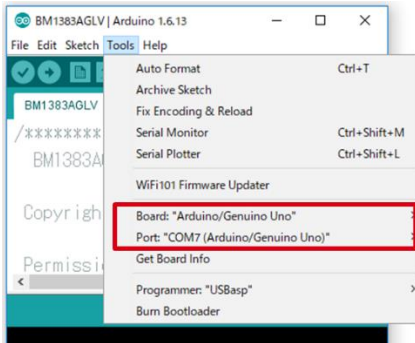 BM1383AGLV | Arduino 1.6.13
File Edit Sketch Tools Help
BM1383AGLV
/********
BM1383A
Copyrigh
Permissi
Auto Format Ctrl+T
Archive Sketch
Fix Encoding & Reload
Serial Monitor Ctrl+Shift+M
Serial Plotter Ctrl+Shift+L
WiFi101 Firmware Updater
Board: "Arduino/Genuino Uno"
Port: "COM7 (Arduino/Genuino Uno)"
Get Board Info
Programmer: "USBasp"
Burn Bootloader